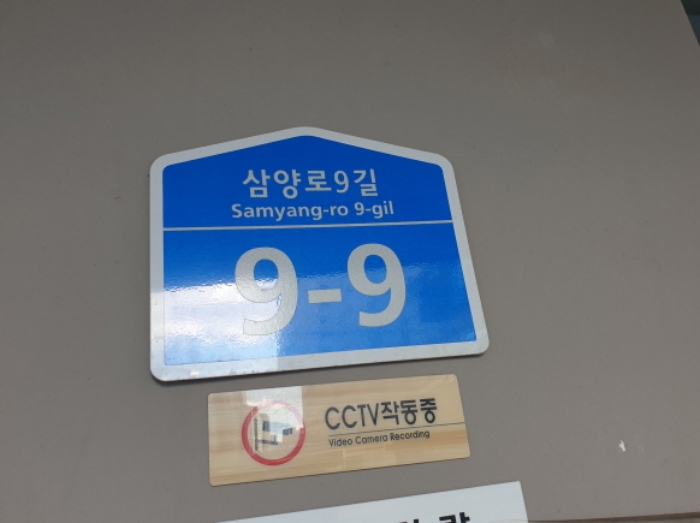 삼양로9길
Samyang-ro 9-gil
9-9
CCTV작동중
Video Camera Recording